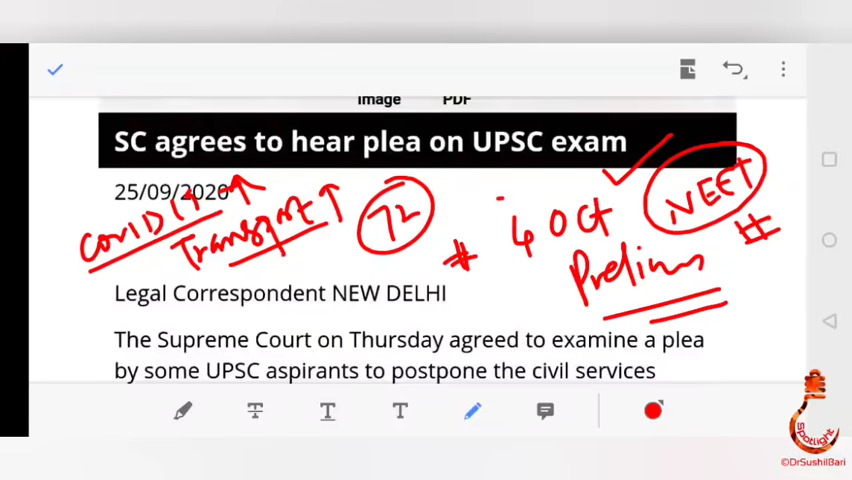 Image PDF
SC agrees to hear plea on UPSC exam
25/09/2020
COVID 19 ↑
Transport ↑
72
# 4 Oct ✓
NEET
Prelims #
Legal Correspondent NEW DELHI
The Supreme Court on Thursday agreed to examine a plea
by some UPSC aspirants to postpone the civil services
T T T
Spotlight
©DrSushilBari